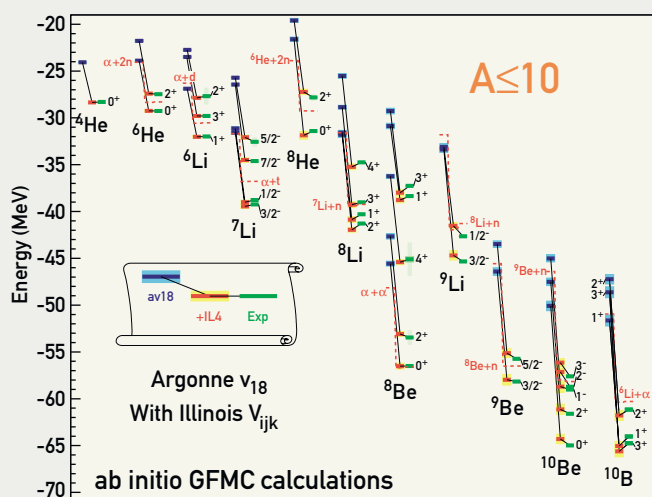 -20
-25
-30
-35
-40
-45
-50
-55
-60
-65
-70
Energy (MeV)
A≤10
0⁺
⁴He
α+2n
2⁺
0⁺
⁶He
α+d
2⁺
3⁺
1⁺
⁶Li
5/2⁻
7/2⁻
α+t
1/2⁻
3/2⁻
⁷Li
⁶He+2n
2⁺
1⁺
⁸He
4⁺
⁷Li+n
3⁺
1⁺
2⁺
⁸Li
3⁺
1⁺
4⁺
α+α
2⁺
0⁺
⁸Be
⁸Li+n
1/2⁻
3/2⁻
⁹Li
⁸Be+n
5/2⁻
3/2⁻
⁹Be
⁹Be+n
3⁻
2⁻
1⁻
2⁺
0⁺
¹⁰Be
2⁺
3⁺
1⁺
⁶Li+α
2⁺
1⁺
3⁺
¹⁰B
av18
+IL4
Exp
Argonne v₁₈
With Illinois Vᵢⱼₖ
ab initio GFMC calculations